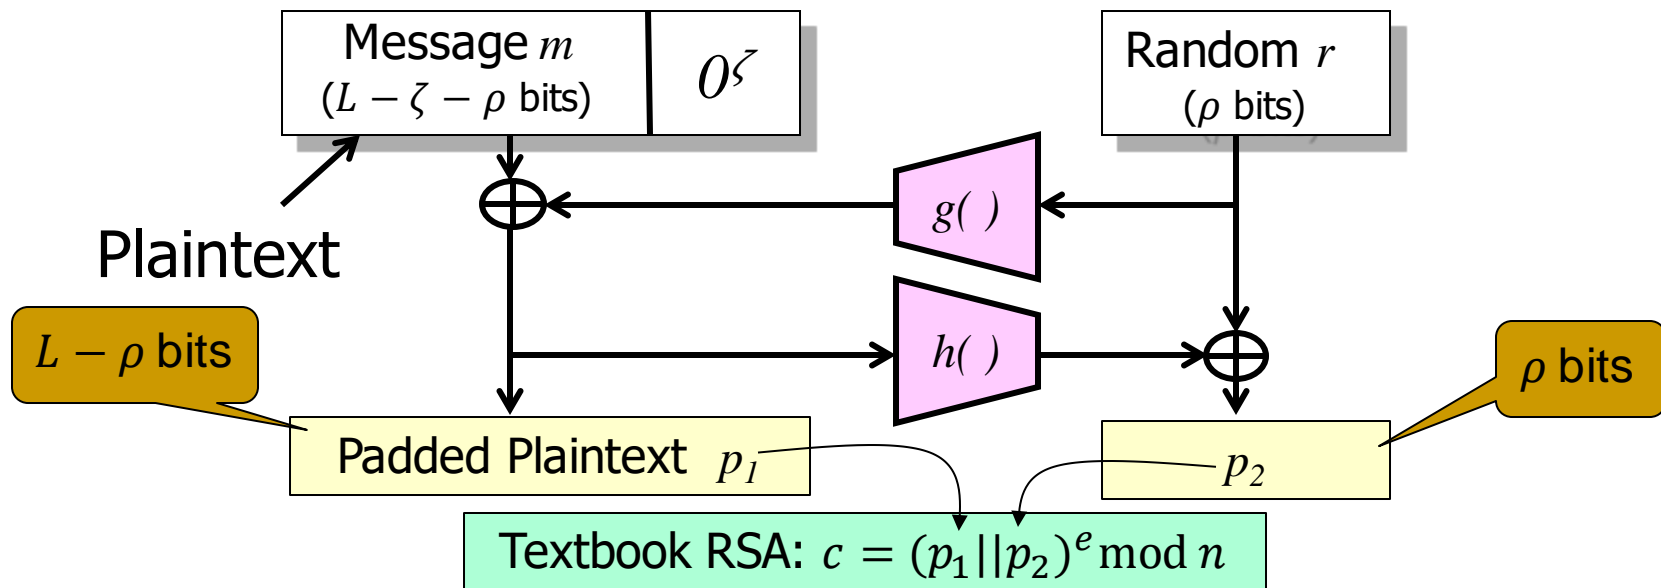 Message m
(L − ζ − ρ bits)
0^ζ
Random r
(ρ bits)
g( )
Plaintext
L − ρ bits
h( )
ρ bits
Padded Plaintext p₁
p₂
Textbook RSA: c = (p₁||p₂)^e mod n